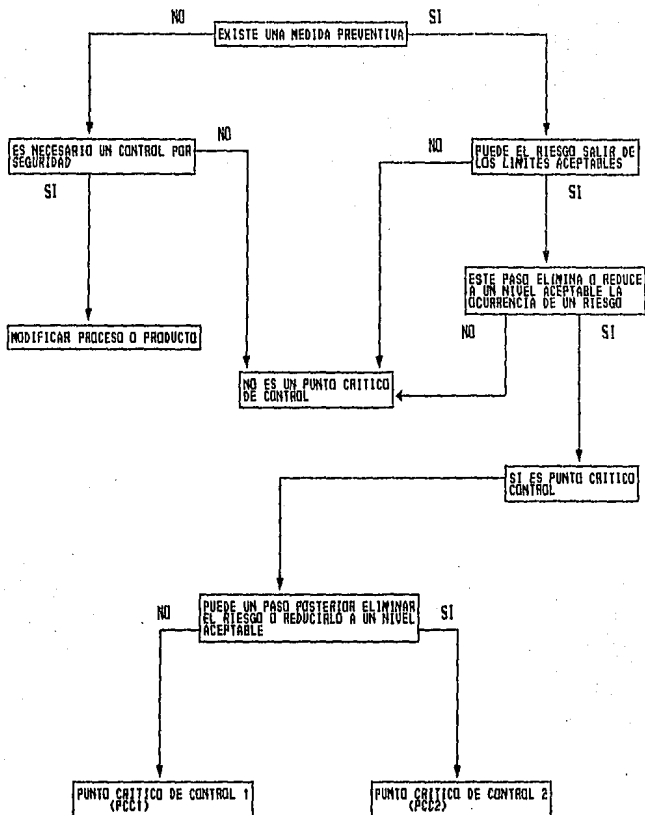 NO
SI
EXISTE UNA MEDIDA PREVENTIVA
ES NECESARIO UN CONTROL POR
SEGURIDAD
NO
SI
NO
PUEDE EL RIESGO SALIR DE
LOS LIMITES ACEPTABLES
SI
ESTE PASO ELIMINA O REDUCE
A UN NIVEL ACEPTABLE LA
OCURRENCIA DE UN RIESGO
NO
SI
MODIFICAR PROCESO O PRODUCTO
NO ES UN PUNTO CRITICO
DE CONTROL
SI ES PUNTO CRITICO
CONTROL
NO
PUEDE UN PASO POSTERIOR ELIMINAR
EL RIESGO O REDUCIRLO A UN NIVEL
ACEPTABLE
SI
PUNTO CRITICO DE CONTROL 1
(PCC1)
PUNTO CRITICO DE CONTROL 2
(PCC2)